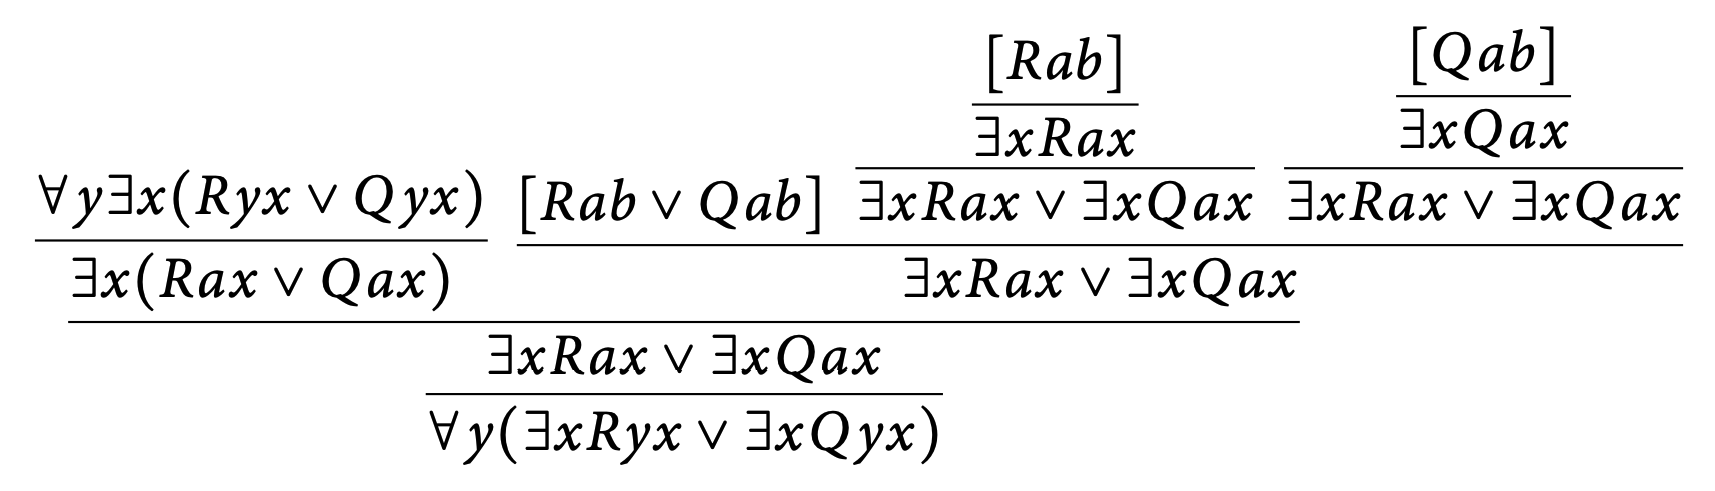 [Rab] [Qab]
∃xRax ∃xQax
∀y∃x(Ryx ∨ Qyx) [Rab ∨ Qab] ∃xRax ∨ ∃xQax ∃xRax ∨ ∃xQax
∃x(Rax ∨ Qax) ∃xRax ∨ ∃xQax
∃xRax ∨ ∃xQax
∀y(∃xRyx ∨ ∃xQyx)